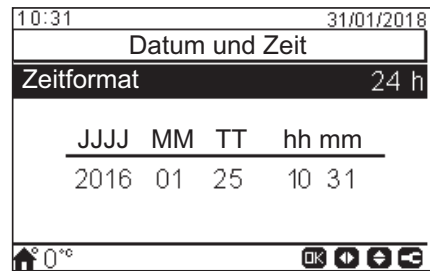 10:31 31/01/2018
Datum und Zeit
Zeitformat 24 h
JJJJ MM TT hh mm
2016 01 25 10 31
0°C OK